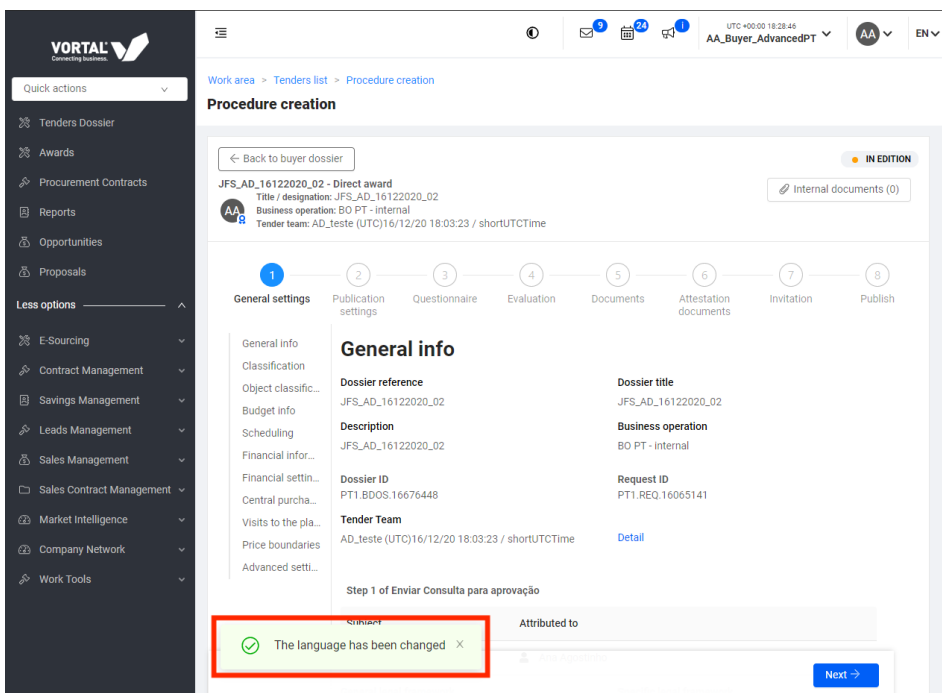 VORTAL
Connecting business.
9
24
i
UTC +00:00 18:28:46
AA_Buyer_AdvancedPT
AA
EN
Quick actions
Tenders Dossier
Awards
Procurement Contracts
Reports
Opportunities
Proposals
Less options
E-Sourcing
Contract Management
Savings Management
Leads Management
Sales Management
Sales Contract Management
Market Intelligence
Company Network
Work Tools
Work area > Tenders list > Procedure creation
Procedure creation
← Back to buyer dossier
IN EDITION
JFS_AD_16122020_02 - Direct award
Internal documents (0)
AA
Title / designation: JFS_AD_16122020_02
Business operation: BO PT - internal
Tender team: AD_teste (UTC)16/12/20 18:03:23 / shortUTCTime
1
General settings
2
Publication
settings
3
Questionnaire
4
Evaluation
5
Documents
6
Attestation
documents
7
Invitation
8
Publish
General info
Classification
Object classific...
Budget info
Scheduling
Financial infor...
Financial settin...
Central purcha...
Visits to the pla...
Price boundaries
Advanced setti...
General info
Dossier reference
JFS_AD_16122020_02
Dossier title
JFS_AD_16122020_02
Description
JFS_AD_16122020_02
Business operation
BO PT - internal
Dossier ID
PT1.BDOS.16676448
Request ID
PT1.REQ.16065141
Tender Team
AD_teste (UTC)16/12/20 18:03:23 / shortUTCTime
Detail
Step 1 of Enviar Consulta para aprovação
Subject
Attributed to
The language has been changed ×
Next →